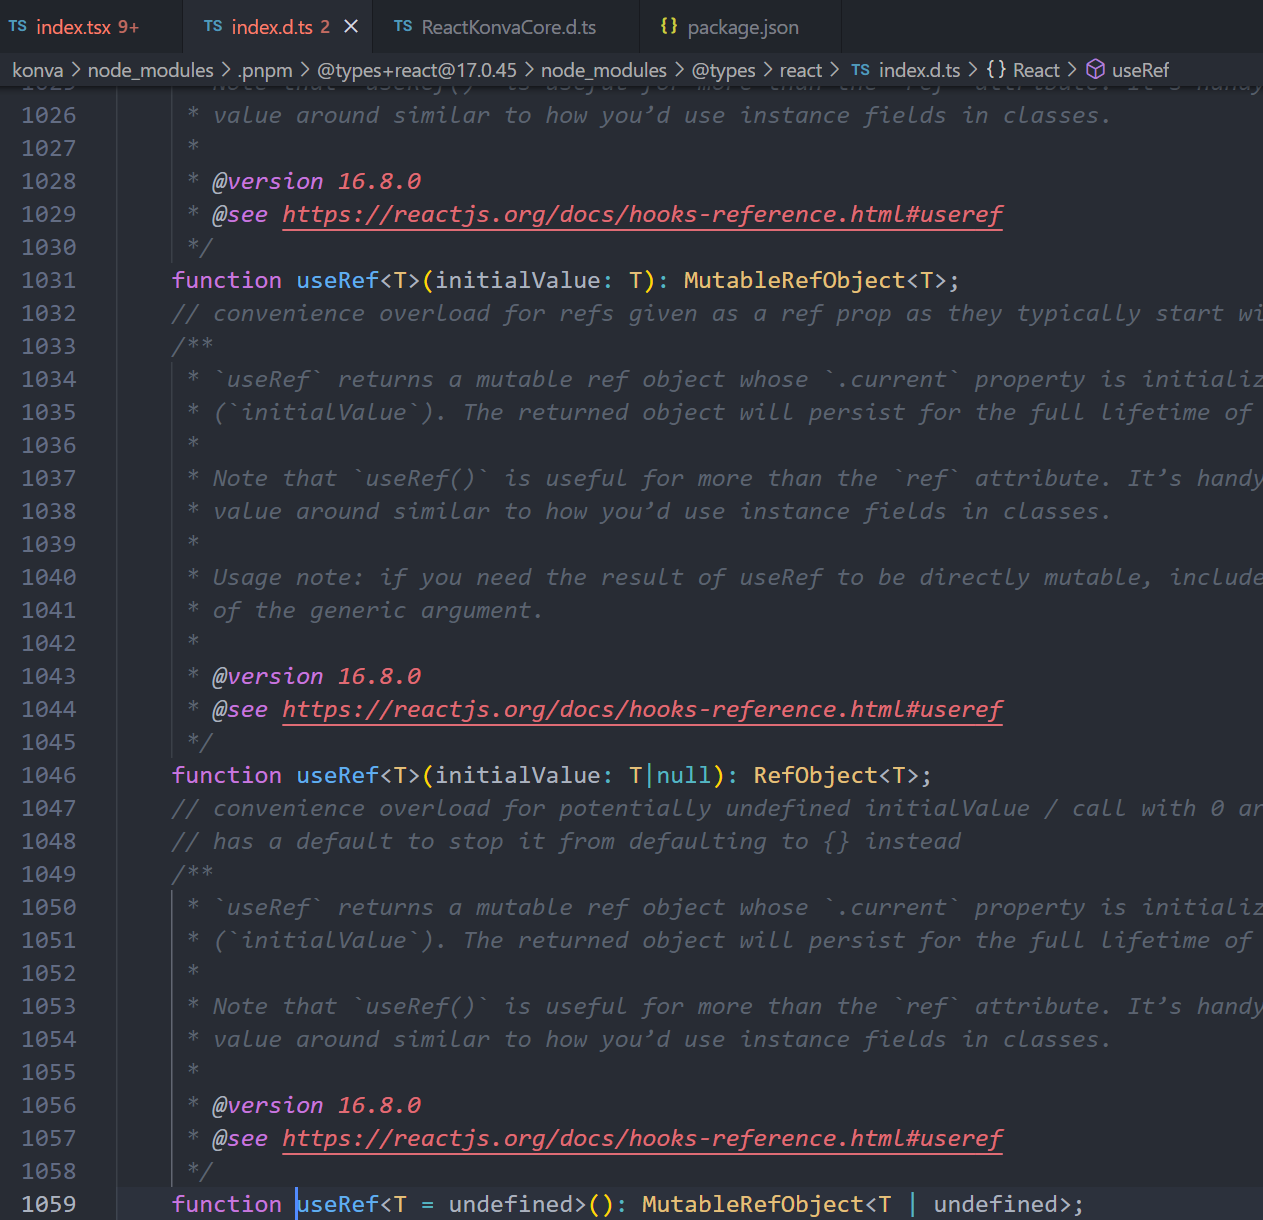 TS index.tsx 9+ TS index.d.ts 2 TS ReactKonvaCore.d.ts {} package.json
konva > node_modules > .pnpm > @types+react@17.0.45 > node_modules > @types > react > TS index.d.ts > {} React > useRef
1025 * Note that `useRef()` is useful for more than the `ref` attribute. It’s handy
1026 * value around similar to how you’d use instance fields in classes.
1027 *
1028 * @version 16.8.0
1029 * @see https://reactjs.org/docs/hooks-reference.html#useref
1030 */
1031 function useRef<T>(initialValue: T): MutableRefObject<T>;
1032 // convenience overload for refs given as a ref prop as they typically start wi
1033 /**
1034 * `useRef` returns a mutable ref object whose `.current` property is initializ
1035 * (`initialValue`). The returned object will persist for the full lifetime of
1036 *
1037 * Note that `useRef()` is useful for more than the `ref` attribute. It’s handy
1038 * value around similar to how you’d use instance fields in classes.
1039 *
1040 * Usage note: if you need the result of useRef to be directly mutable, include
1041 * of the generic argument.
1042 *
1043 * @version 16.8.0
1044 * @see https://reactjs.org/docs/hooks-reference.html#useref
1045 */
1046 function useRef<T>(initialValue: T|null): RefObject<T>;
1047 // convenience overload for potentially undefined initialValue / call with 0 ar
1048 // has a default to stop it from defaulting to {} instead
1049 /**
1050 * `useRef` returns a mutable ref object whose `.current` property is initializ
1051 * (`initialValue`). The returned object will persist for the full lifetime of
1052 *
1053 * Note that `useRef()` is useful for more than the `ref` attribute. It’s handy
1054 * value around similar to how you’d use instance fields in classes.
1055 *
1056 * @version 16.8.0
1057 * @see https://reactjs.org/docs/hooks-reference.html#useref
1058 */
1059 function useRef<T = undefined>(): MutableRefObject<T | undefined>;